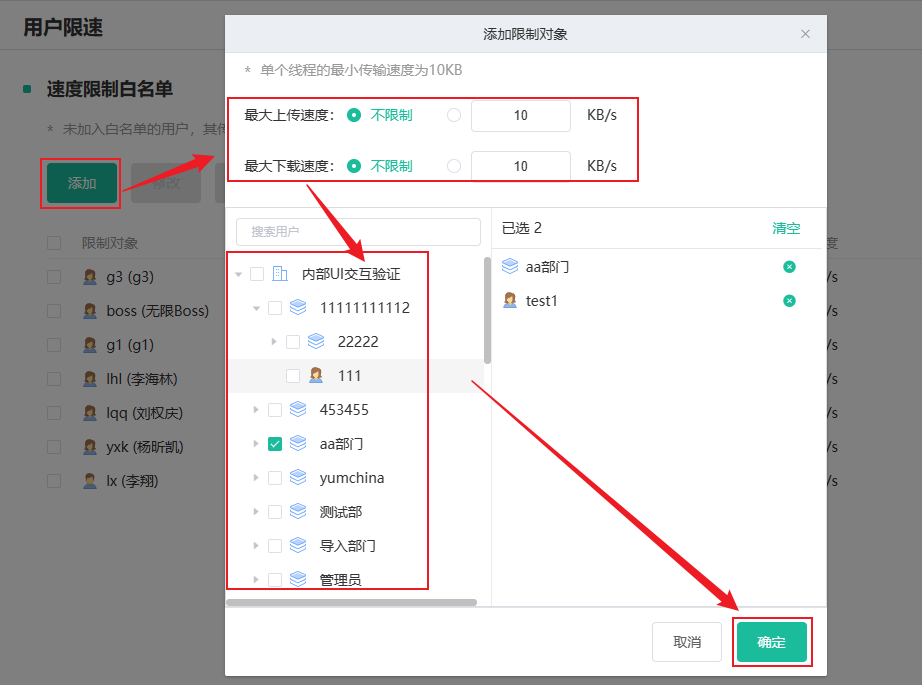 用户限速
速度限制白名单
* 未加入白名单的用户，其
添加
修改
限制对象
g3 (g3)
boss (无限Boss)
g1 (g1)
lhl (李海林)
lqq (刘权庆)
yxk (杨昕凯)
lx (李翔)
添加限制对象
* 单个线程的最小传输速度为10KB
最大上传速度： 不限制 10 KB/s
最大下载速度： 不限制 10 KB/s
搜索用户
内部UI交互验证
11111111112
22222
111
453455
aa部门
yumchina
测试部
导入部门
管理员
已选 2 清空
aa部门
test1
取消 确定
度
/s
/s
/s
/s
/s
/s
/s